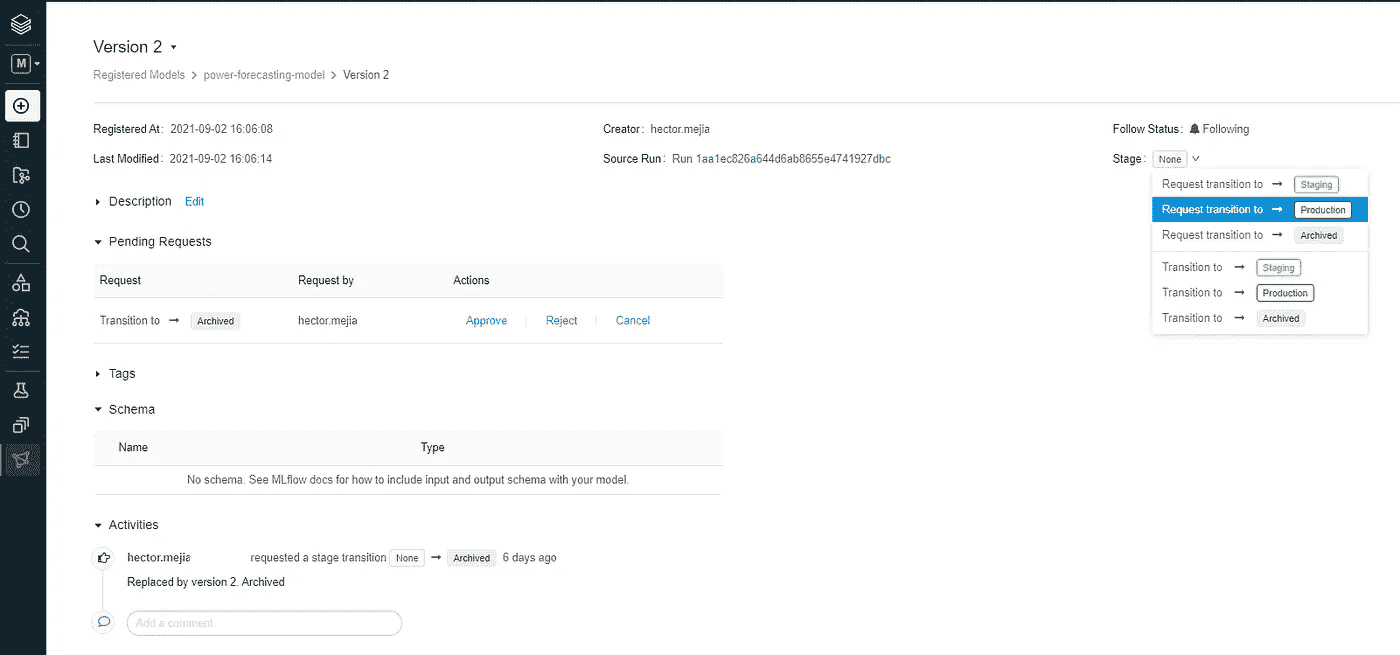 M
Version 2
Registered Models > power-forecasting-model > Version 2
Registered At: 2021-09-02 16:06:08
Creator: hector.mejia
Follow Status: Following
Last Modified: 2021-09-02 16:06:14
Source Run: Run 1aa1ec826a644d6ab8655e4741927dbc
Stage: None
Request transition to → Staging
Request transition to → Production
Request transition to → Archived
Transition to → Staging
Transition to → Production
Transition to → Archived
Description Edit
Pending Requests
Request Request by Actions
Transition to → Archived hector.mejia Approve Reject Cancel
Tags
Schema
Name Type
No schema. See MLflow docs for how to include input and output schema with your model.
Activities
hector.mejia requested a stage transition None → Archived 6 days ago
Replaced by version 2. Archived
Add a comment